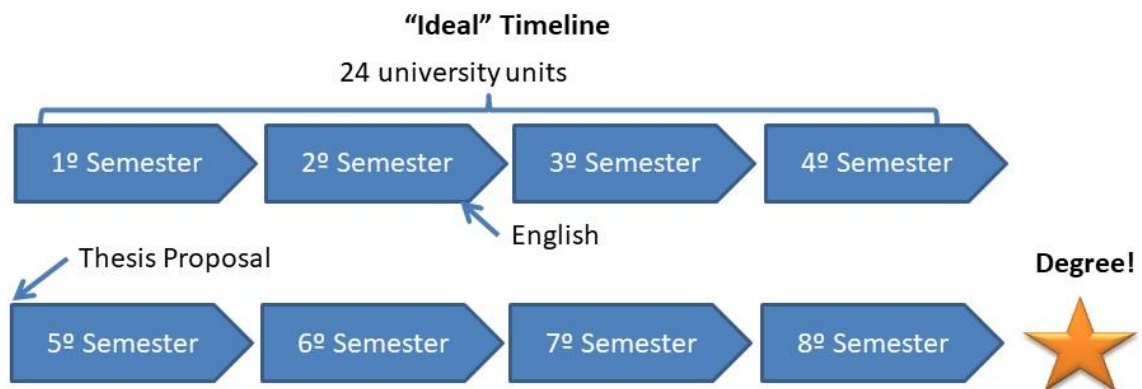 “Ideal” Timeline
24 university units
1º Semester
2º Semester
3º Semester
4º Semester
English
Thesis Proposal
Degree!
5º Semester
6º Semester
7º Semester
8º Semester